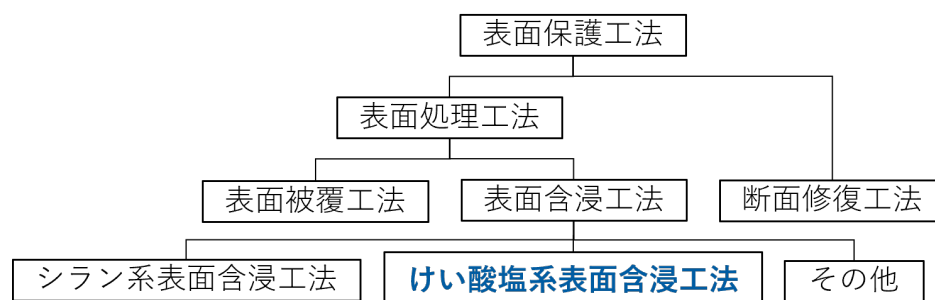 表面保護工法
表面処理工法
表面被覆工法
表面含浸工法
断面修復工法
シラン系表面含浸工法
けい酸塩系表面含浸工法
その他